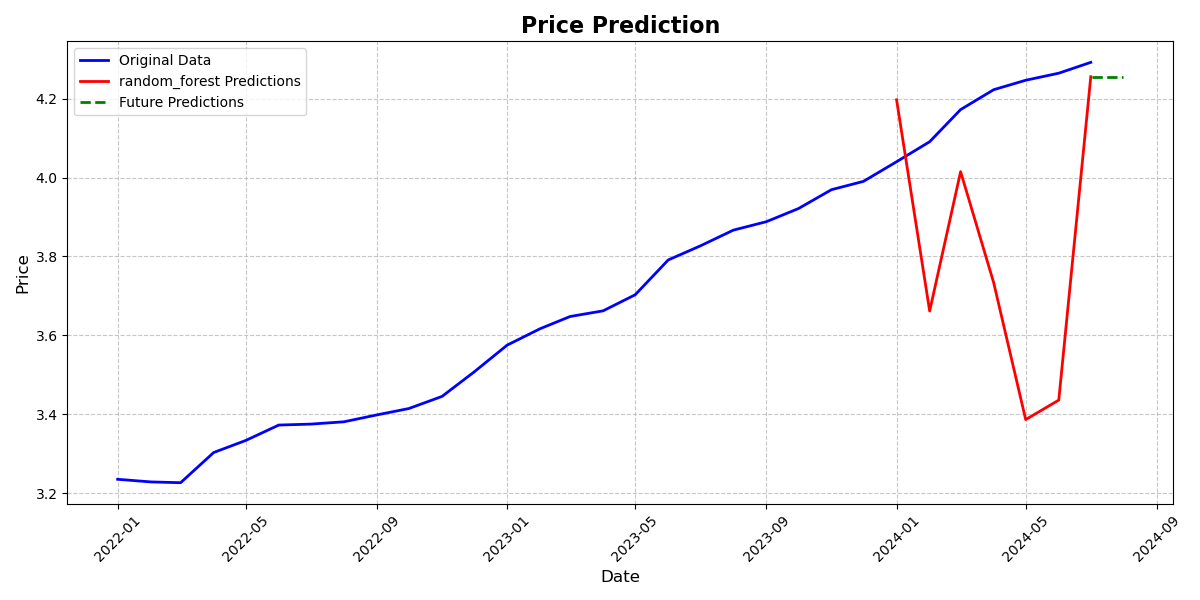 Price Prediction
Original Data
random_forest Predictions
Future Predictions
Price
4.2
4.0
3.8
3.6
3.4
3.2
2022-01
2022-05
2022-09
2023-01
2023-05
2023-09
2024-01
2024-05
2024-09
Date